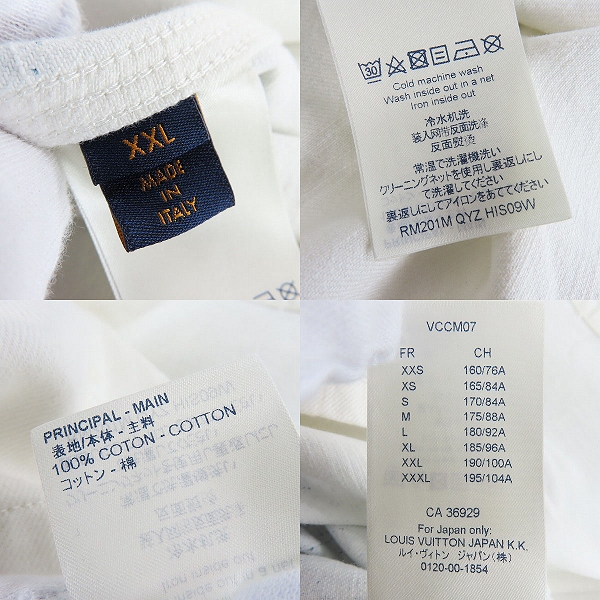 XXL
MADE
IN
ITALY
30
Cold machine wash
Wash inside out in a net
Iron inside out
冷水机洗
装入网袋反面洗涤
反面熨烫
常温で洗濯機洗い
クリーニングネットを使用し裏返しにし
て洗濯してください
裏返しにしてアイロンをあててください
RM201M QYZ HIS09W
PRINCIPAL - MAIN
表地/本体 - 主料
100% COTON - COTTON
コットン - 棉
VCCM07
FR CH
XXS 160/76A
XS 165/84A
S 170/84A
M 175/88A
L 180/92A
XL 185/96A
XXL 190/100A
XXXL 195/104A
CA 36929
For Japan only:
LOUIS VUITTON JAPAN K.K.
ルイ・ヴィトン ジャパン(株)
0120-00-1854